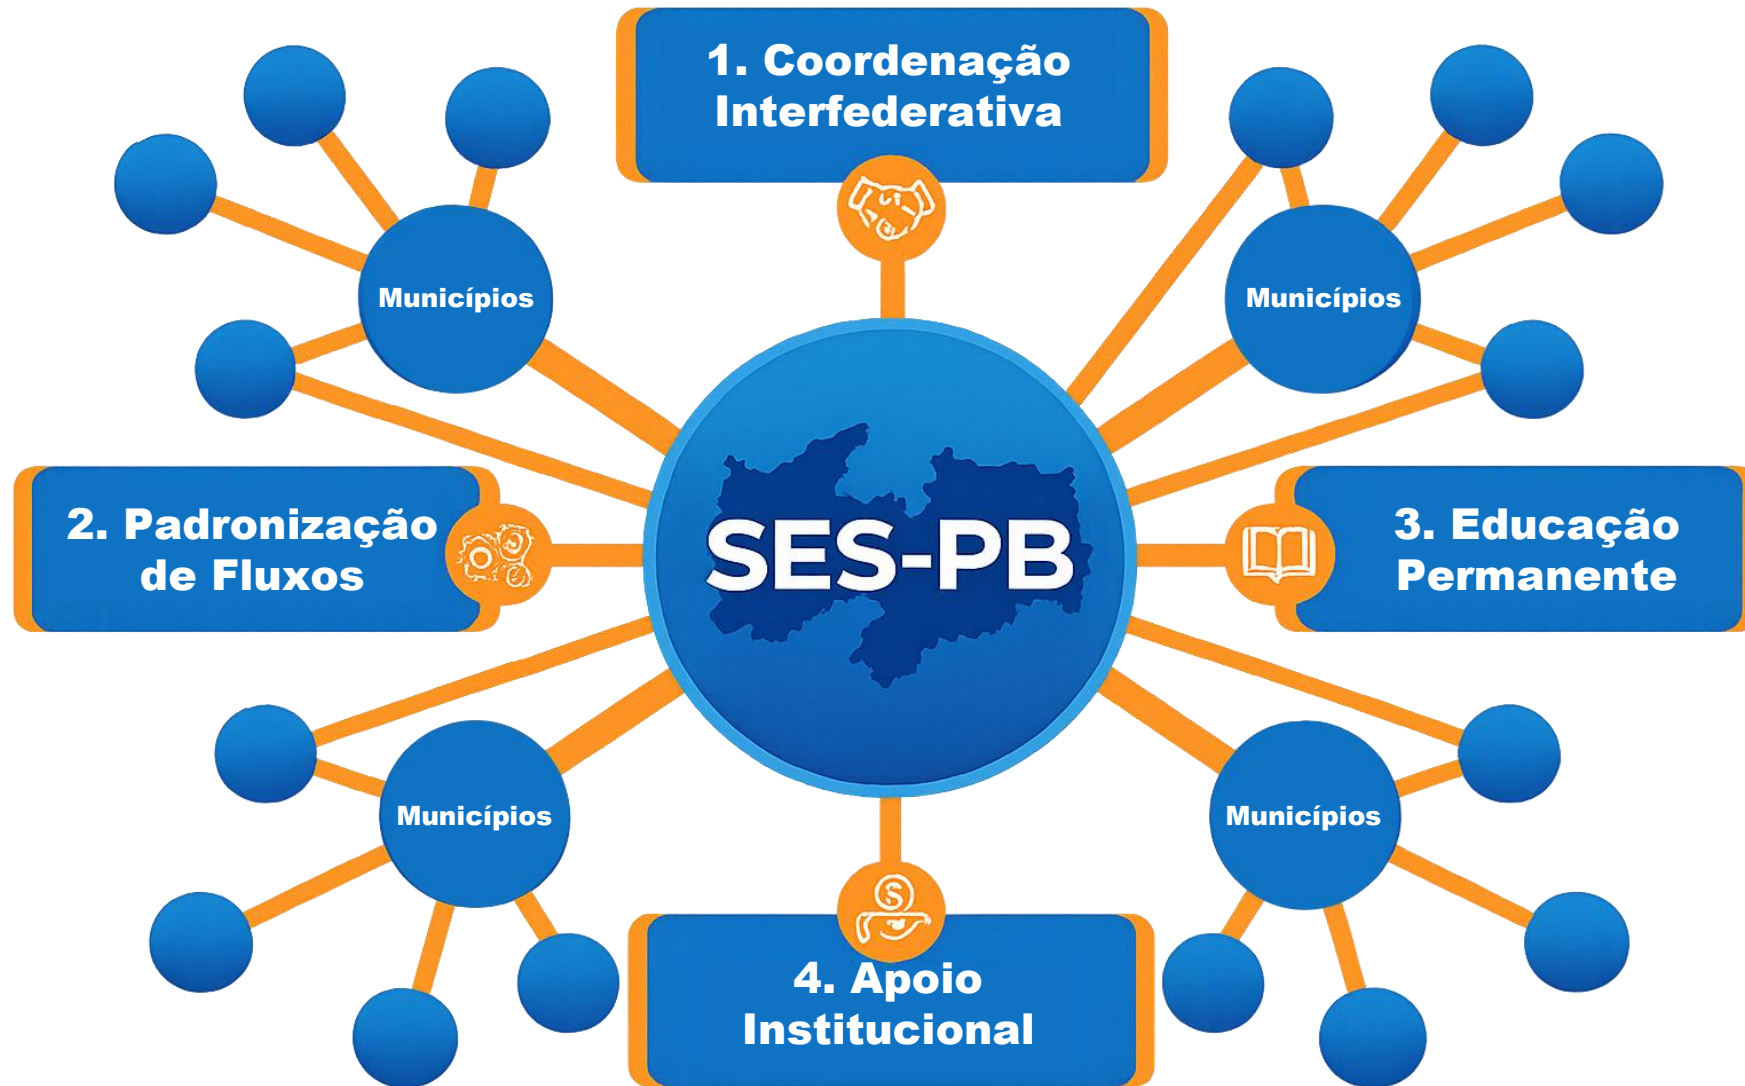 1. Coordenação
Interfederativa
Municípios
Municípios
2. Padronização
de Fluxos
SES-PB
3. Educação
Permanente
Municípios
Municípios
4. Apoio
Institucional